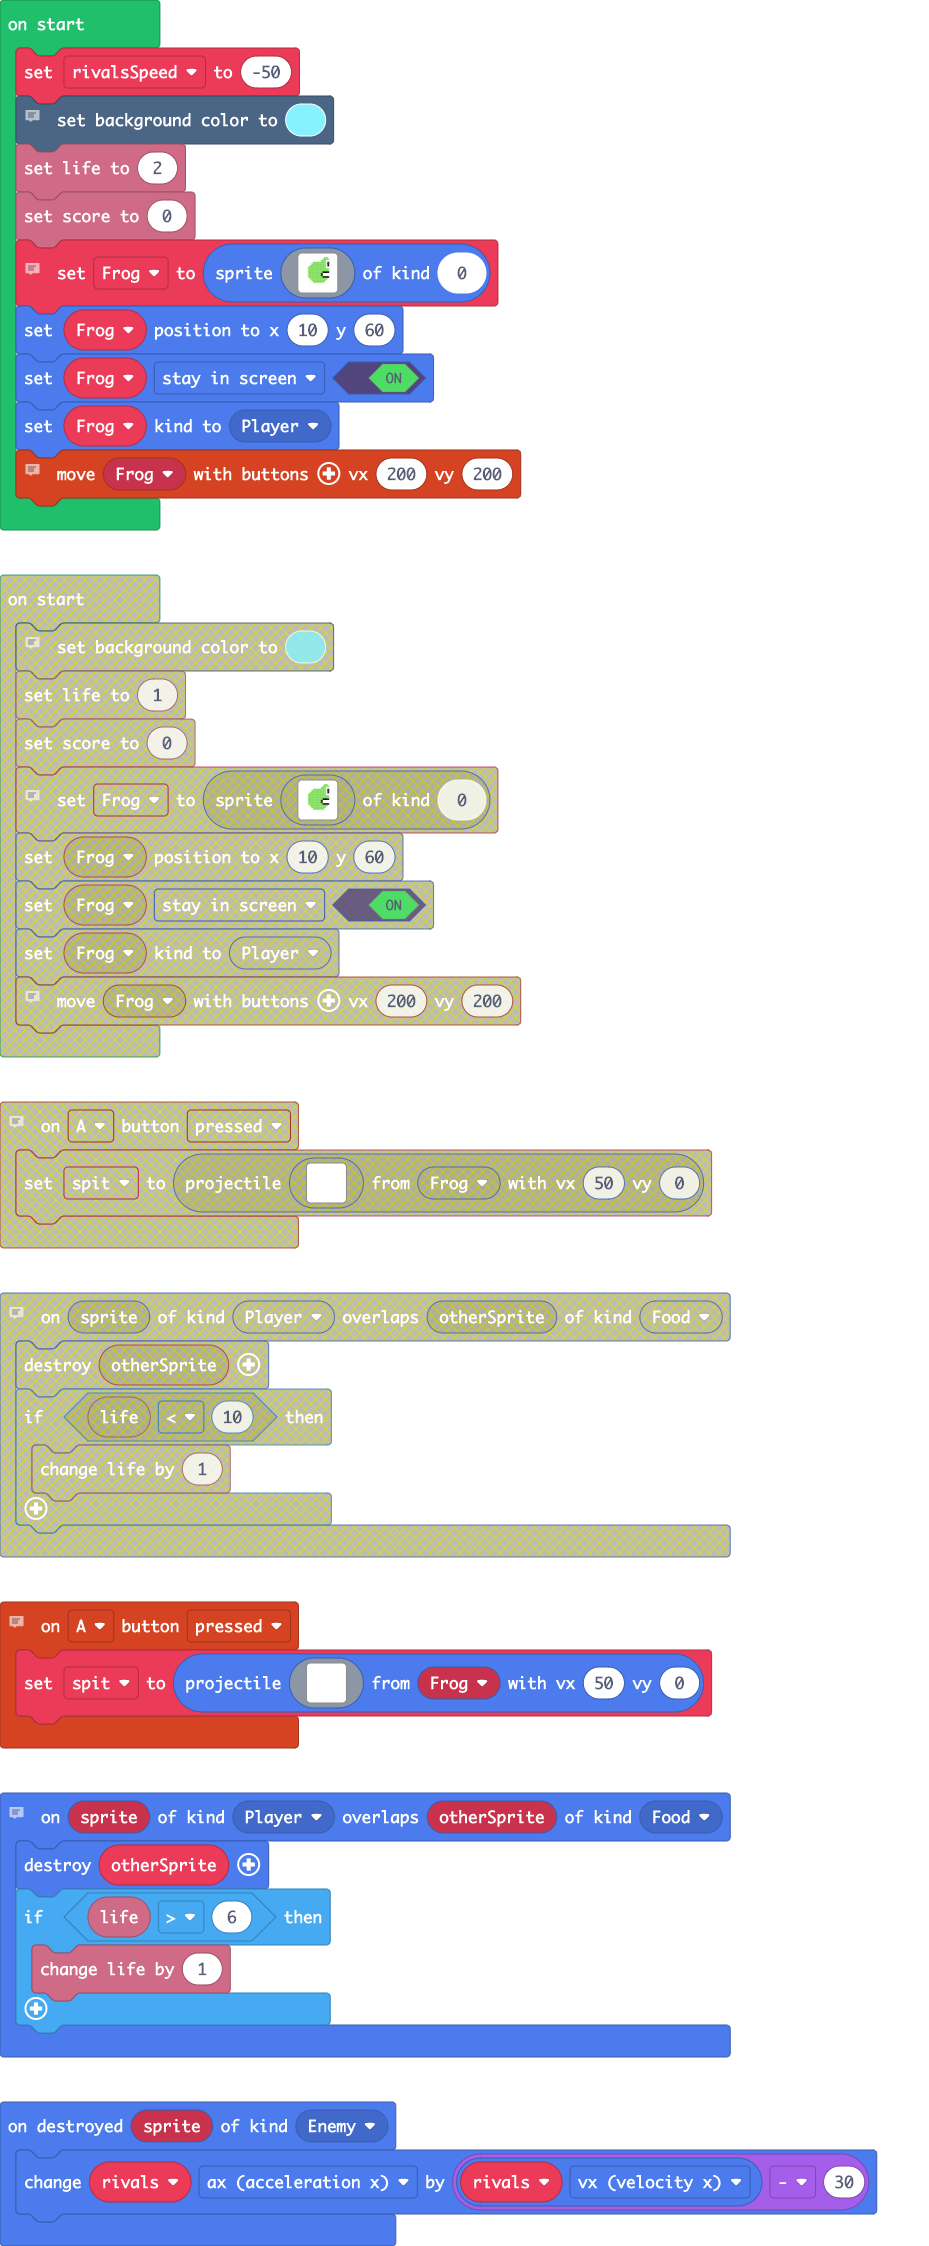 on start
set rivalsSpeed to -50
set background color to
set life to 2
set score to 0
set Frog to sprite of kind 0
set Frog position to x 10 y 60
set Frog stay in screen ON
set Frog kind to Player
move Frog with buttons vx 200 vy 200
on start
set background color to
set life to 1
set score to 0
set Frog to sprite of kind 0
set Frog position to x 10 y 60
set Frog stay in screen ON
set Frog kind to Player
move Frog with buttons vx 200 vy 200
on A button pressed
set spit to projectile from Frog with vx 50 vy 0
on sprite of kind Player overlaps otherSprite of kind Food
destroy otherSprite
if life < 10 then
change life by 1
on A button pressed
set spit to projectile from Frog with vx 50 vy 0
on sprite of kind Player overlaps otherSprite of kind Food
destroy otherSprite
if life > 6 then
change life by 1
on destroyed sprite of kind Enemy
change rivals ax (acceleration x) by rivals vx (velocity x) - 30